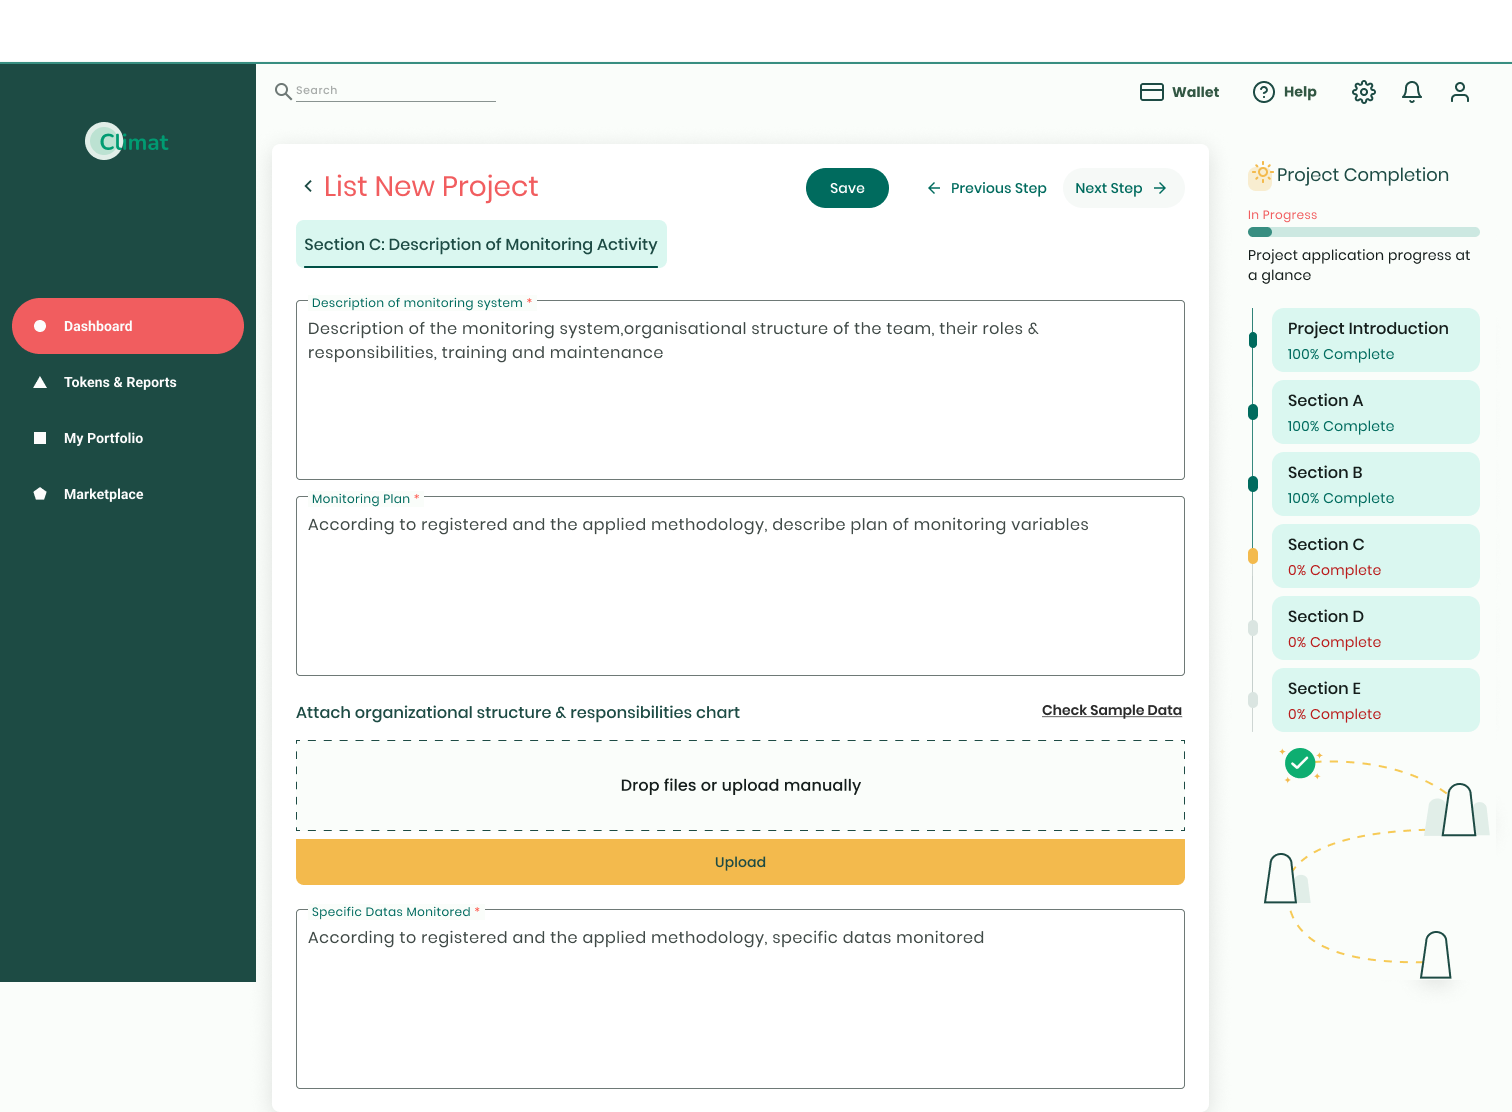 Search
Wallet
Help
Climat
Dashboard
Tokens & Reports
My Portfolio
Marketplace
List New Project
Save
Previous Step
Next Step
Section C: Description of Monitoring Activity
Description of monitoring system *
Description of the monitoring system,organisational structure of the team, their roles &
responsibilities, training and maintenance
Monitoring Plan *
According to registered and the applied methodology, describe plan of monitoring variables
Attach organizational structure & responsibilities chart
Check Sample Data
Drop files or upload manually
Upload
Specific Datas Monitored *
According to registered and the applied methodology, specific datas monitored
Project Completion
In Progress
Project application progress at
a glance
Project Introduction
100% Complete
Section A
100% Complete
Section B
100% Complete
Section C
0% Complete
Section D
0% Complete
Section E
0% Complete